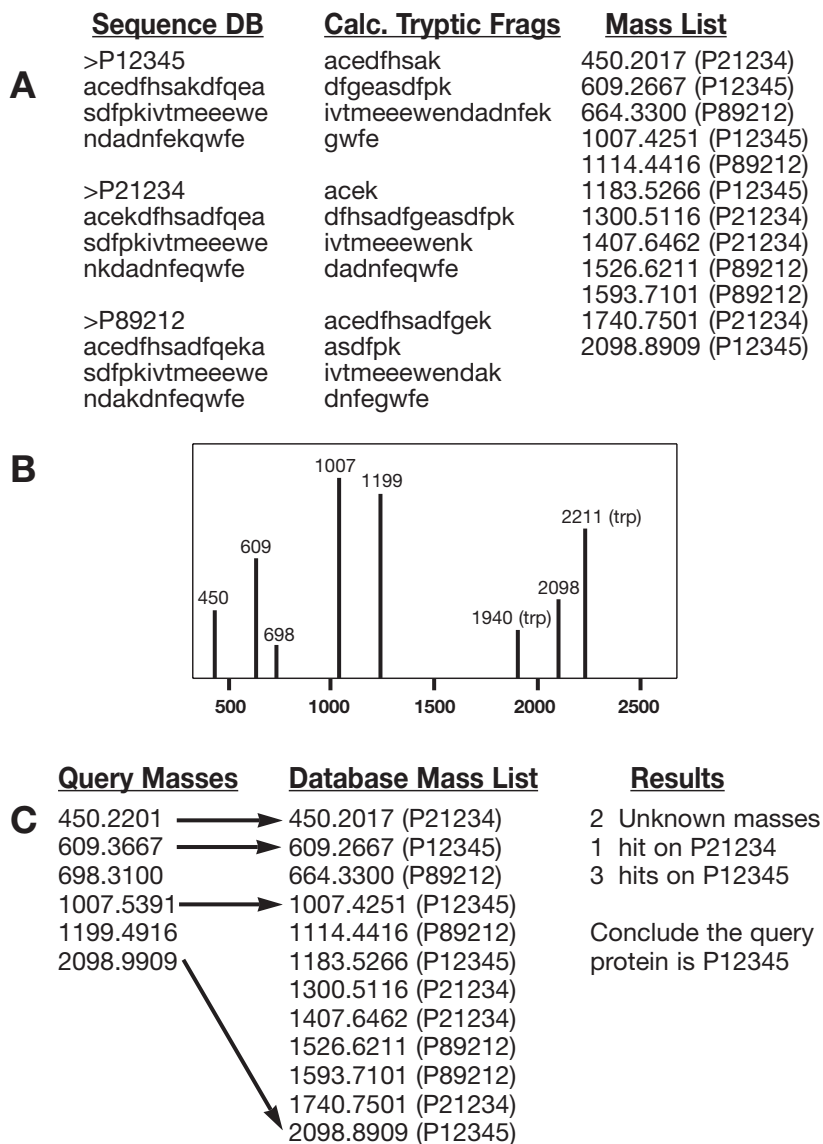 Sequence DB Calc. Tryptic Frags Mass List
A
>P12345 acedfhsak 450.2017 (P21234)
acedfhsakdfqea dfgeasdfpk 609.2667 (P12345)
sdfpkivtmeeewe ivtmeeewendadnfek 664.3300 (P89212)
ndadnfekqwfe gwfe 1007.4251 (P12345)
1114.4416 (P89212)
>P21234 acek 1183.5266 (P12345)
acekdfhsadfqea dfhsadfgeasdfpk 1300.5116 (P21234)
sdfpkivtmeeewe ivtmeeewenk 1407.6462 (P21234)
nkdadnfeqwfe dadnfeqwfe 1526.6211 (P89212)
1593.7101 (P89212)
>P89212 acedfhsadfgek 1740.7501 (P21234)
acedfhsadfqeka asdfpk 2098.8909 (P12345)
sdfpkivtmeeewe ivtmeeewendak
ndakdnfeqwfe dnfegwfe
B
1007
1199
2211 (trp)
609
2098
450
1940 (trp)
698
500 1000 1500 2000 2500
Query Masses Database Mass List Results
C
450.2201 450.2017 (P21234) 2 Unknown masses
609.3667 609.2667 (P12345) 1 hit on P21234
698.3100 664.3300 (P89212) 3 hits on P12345
1007.5391 1007.4251 (P12345)
1199.4916 1114.4416 (P89212) Conclude the query
2098.9909 1183.5266 (P12345) protein is P12345
1300.5116 (P21234)
1407.6462 (P21234)
1526.6211 (P89212)
1593.7101 (P89212)
1740.7501 (P21234)
2098.8909 (P12345)